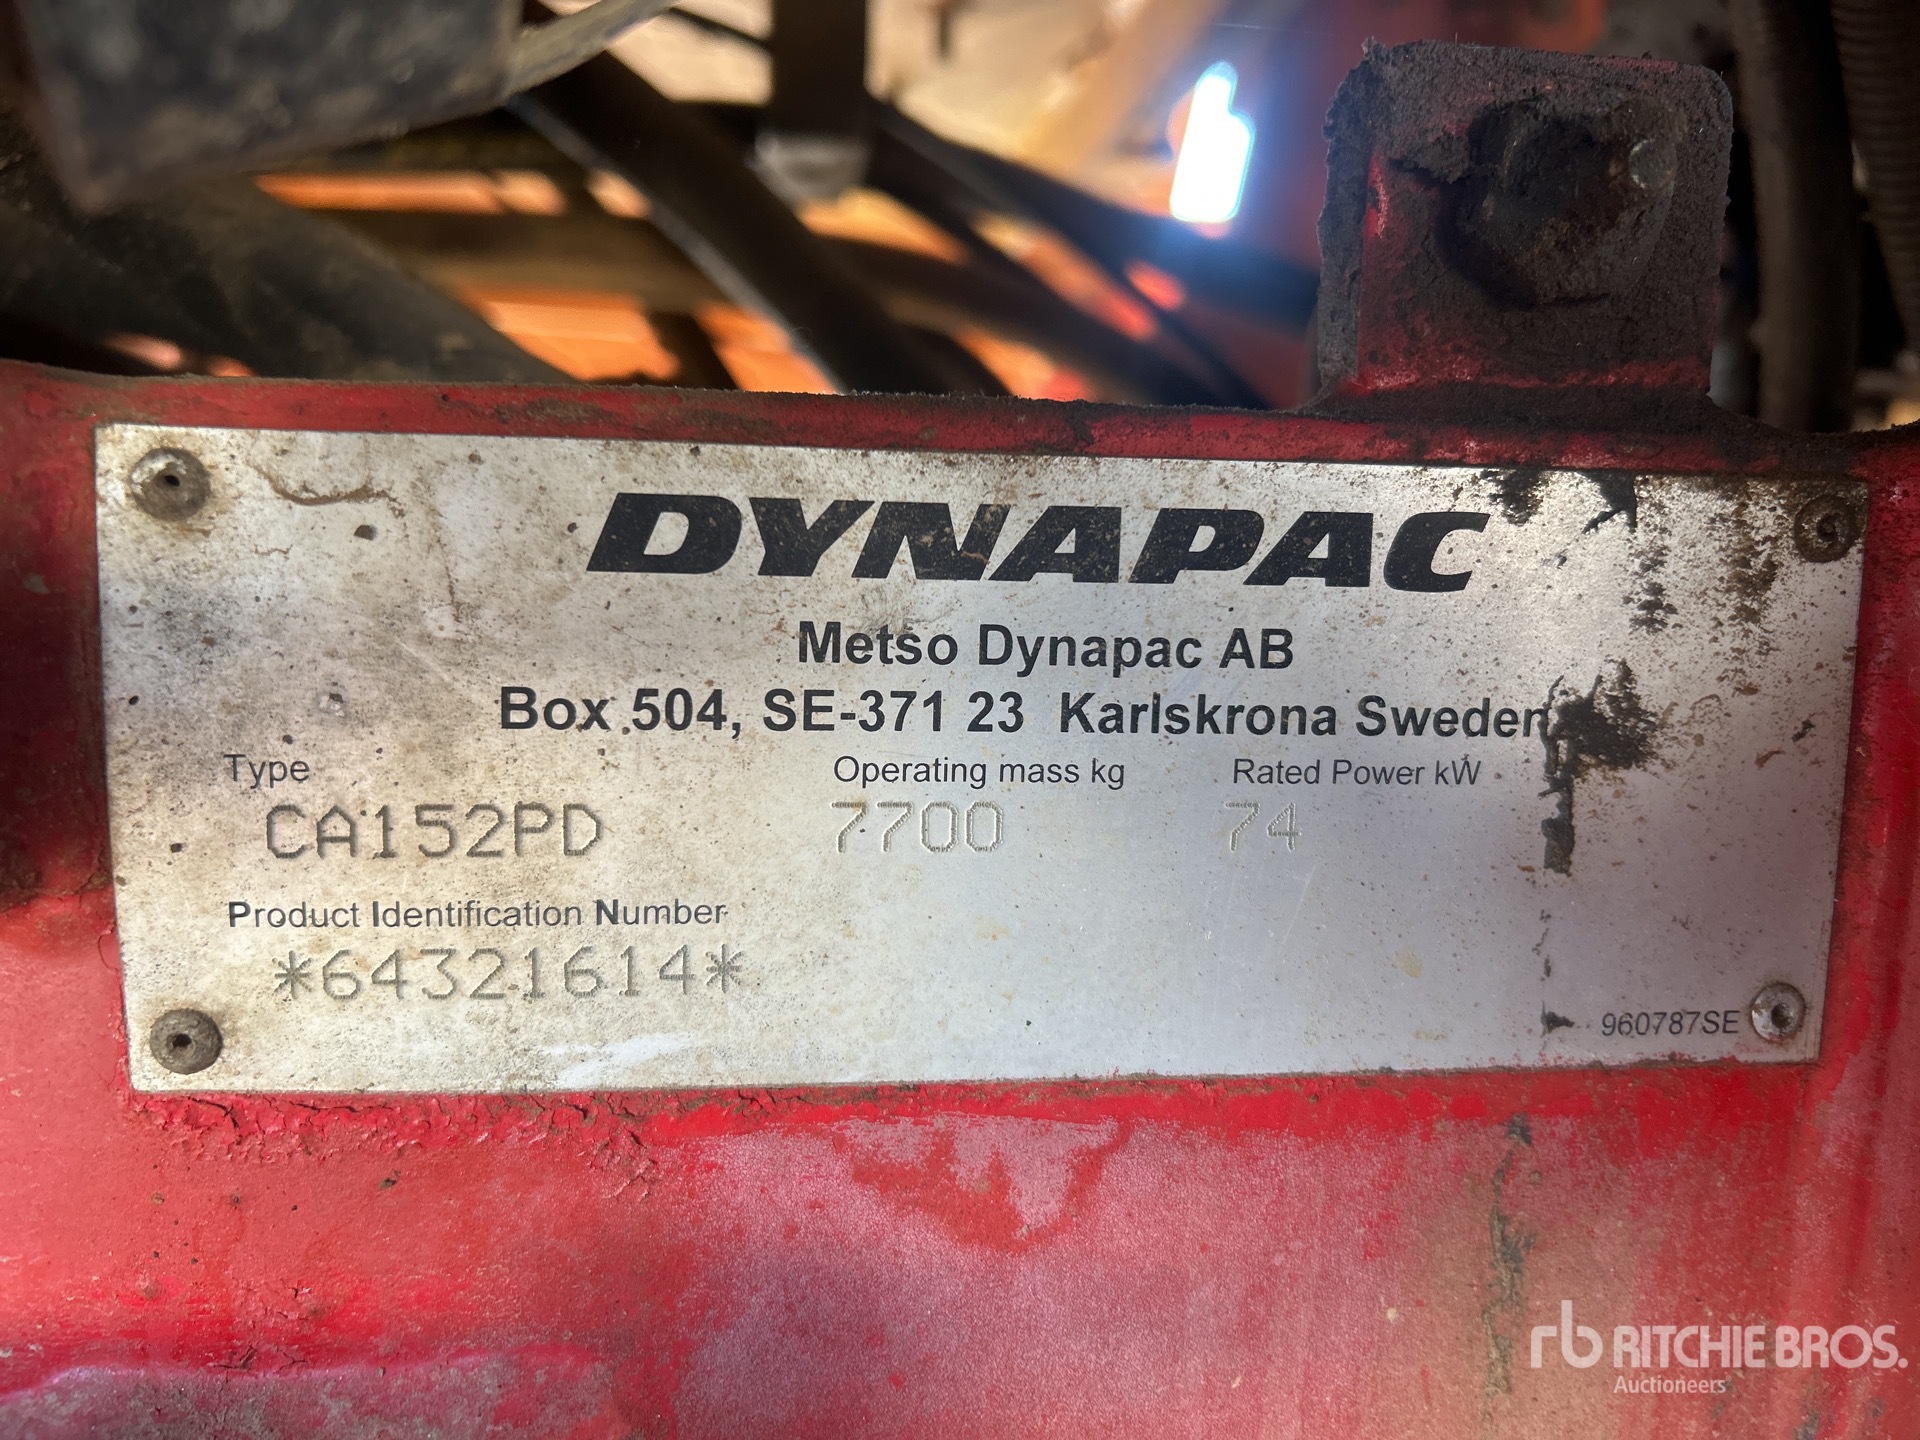 DYNAPAC
Metso Dynapac AB
Box 504, SE-371 23 Karlskrona Sweden
Type Operating mass kg Rated Power kW
CA152PD 7700 74
Product Identification Number
*64321614*
960787SE
rb RITCHIE BROS.
Auctioneers